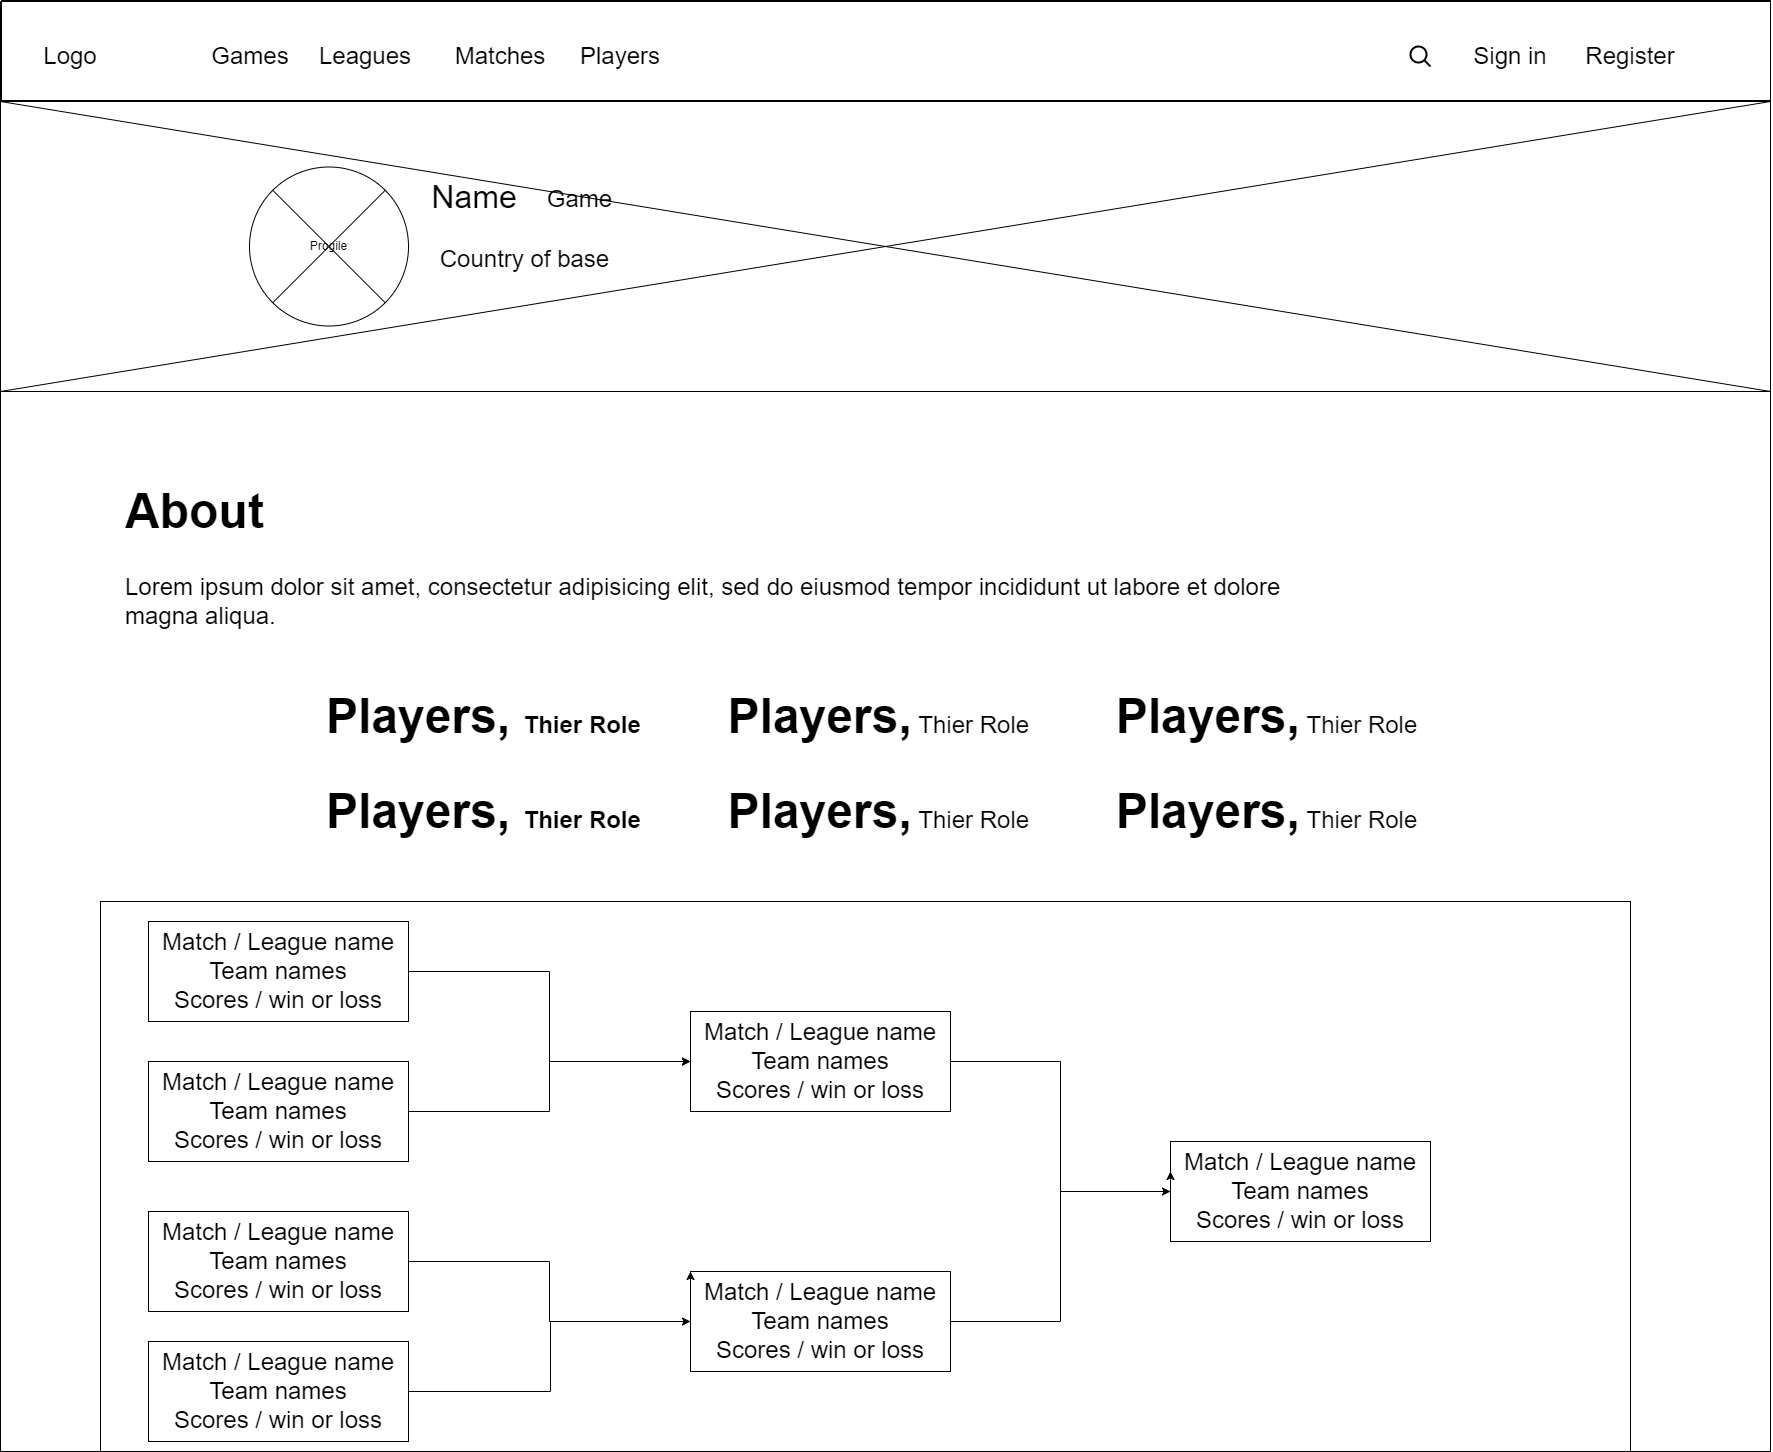 Logo Games Leagues Matches Players Sign in Register
Name Game
Progile
Country of base
About
Lorem ipsum dolor sit amet, consectetur adipisicing elit, sed do eiusmod tempor incididunt ut labore et dolore
magna aliqua.
Players, Thier Role Players, Thier Role Players, Thier Role
Players, Thier Role Players, Thier Role Players, Thier Role
Match / League name
Team names
Scores / win or loss
Match / League name
Team names
Scores / win or loss
Match / League name
Team names
Scores / win or loss
Match / League name
Team names
Scores / win or loss
Match / League name
Team names
Scores / win or loss
Match / League name
Team names
Scores / win or loss
Match / League name
Team names
Scores / win or loss